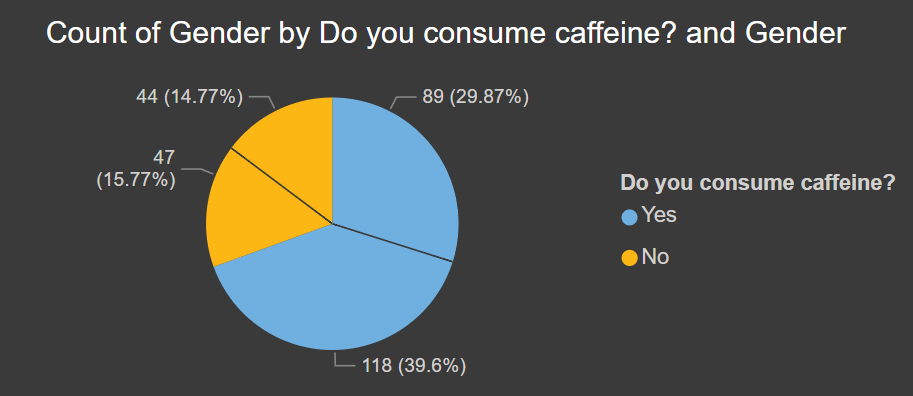 Count of Gender by Do you consume caffeine? and Gender
44 (14.77%)
89 (29.87%)
47
(15.77%)
Do you consume caffeine?
Yes
No
118 (39.6%)